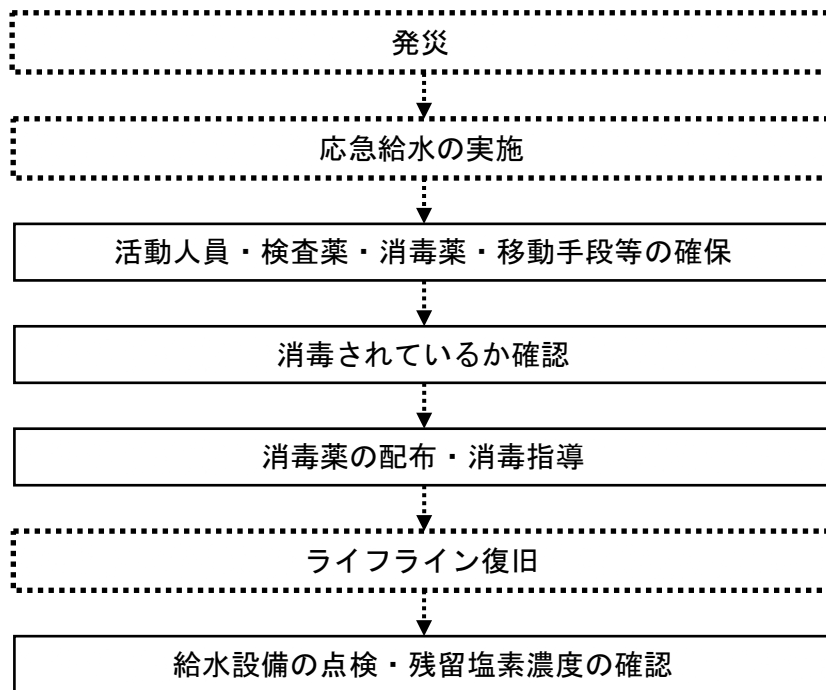 発災
応急給水の実施
活動人員・検査薬・消毒薬・移動手段等の確保
消毒されているか確認
消毒薬の配布・消毒指導
ライフライン復旧
給水設備の点検・残留塩素濃度の確認